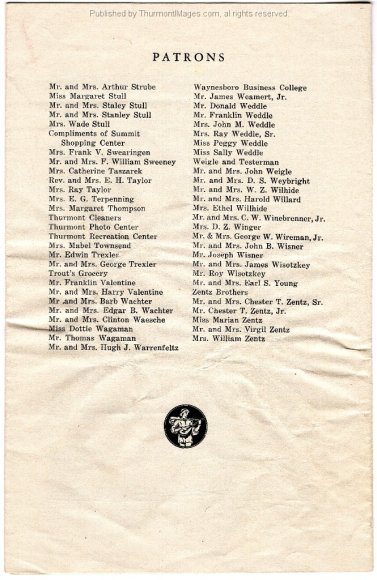 Published by ThurmontImages.com, all rights reserved.
PATRONS
Mr. and Mrs. Arthur Strube
Miss Margaret Stull
Mr. and Mrs. Staley Stull
Mr. and Mrs. Stanley Stull
Mrs. Wade Stull
Compliments of Summit
Shopping Center
Mrs. Frank V. Swearingen
Mr. and Mrs. F. William Sweeney
Mrs. Catherine Taszarek
Rev. and Mrs. E. H. Taylor
Mrs. Ray Taylor
Mrs. E. G. Terpenning
Mrs. Margaret Thompson
Thurmont Cleaners
Thurmont Photo Center
Thurmont Recreation Center
Mrs. Mabel Townsend
Mr. Edwin Trexler
Mr. and Mrs. George Trexler
Trout's Grocery
Mr. Franklin Valentine
Mr. and Mrs. Harry Valentine
Mr and Mrs. Barb Wachter
Mr. and Mrs. Edgar B. Wachter
Mr. and Mrs. Clinton Waesche
Miss Dottie Wagaman
Mr. Thomas Wagaman
Mr. and Mrs. Hugh J. Warrenfeltz
Waynesboro Business College
Mr. James Weamert, Jr.
Mr. Donald Weddle
Mr. Franklin Weddle
Mrs. John M. Weddle
Mrs. Ray Weddle, Sr.
Miss Peggy Weddle
Miss Sally Weddle
Weigle and Testerman
Mr. and Mrs. John Weigle
Mr. and Mrs. D. S. Weybright
Mr. and Mrs. W. Z. Wilhide
Mr. and Mrs. Harold Willard
Mrs. Ethel Willhide
Mr. and Mrs. C. W. Winebrenner, Jr.
Mrs. D. Z. Winger
Mr. & Mrs. George W. Wireman, Jr.
Mr. and Mrs. John B. Wisner
Mr. Joseph Wisner
Mr. and Mrs. James Wisotzkey
Mr. Roy Wisotzkey
Mr. and Mrs. Earl S. Young
Zentz Brothers
Mr. and Mrs. Chester T. Zentz, Sr.
Mr. Chester T. Zentz, Jr.
Miss Marian Zentz
Mr. and Mrs. Virgil Zentz
Mrs. William Zentz